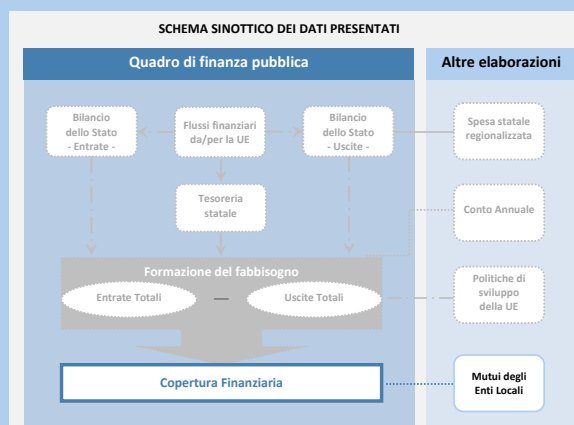 SCHEMA SINOTTICO DEI DATI PRESENTATI
Quadro di finanza pubblica
Altre elaborazioni
Bilancio
dello Stato
- Entrate -
Flussi finanziari
da/per la UE
Bilancio
dello Stato
- Uscite -
Spesa statale
regionalizzata
Tesoreria
statale
Conto Annuale
Formazione del fabbisogno
Entrate Totali
—
Uscite Totali
Politiche di
sviluppo
della UE
Copertura Finanziaria
Mutui degli
Enti Locali